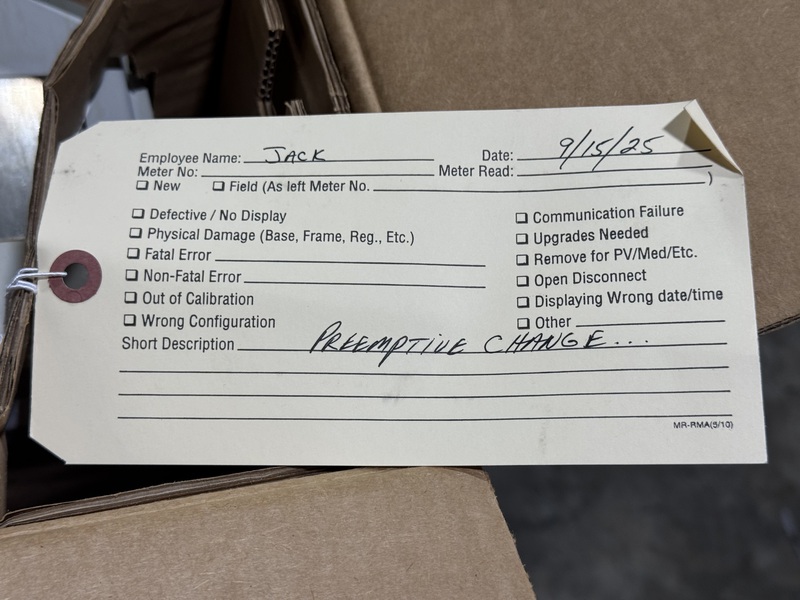 Employee Name: JACK Date: 9/15/25
Meter No: Meter Read:
❑ New ❑ Field (As left Meter No. )
❑ Defective / No Display ❑ Communication Failure
❑ Physical Damage (Base, Frame, Reg., Etc.) ❑ Upgrades Needed
❑ Fatal Error ❑ Remove for PV/Med/Etc.
❑ Non-Fatal Error ❑ Open Disconnect
❑ Out of Calibration ❑ Displaying Wrong date/time
❑ Wrong Configuration ❑ Other
Short Description PREEMPTIVE CHANGE...
MR-RMA(5/10)